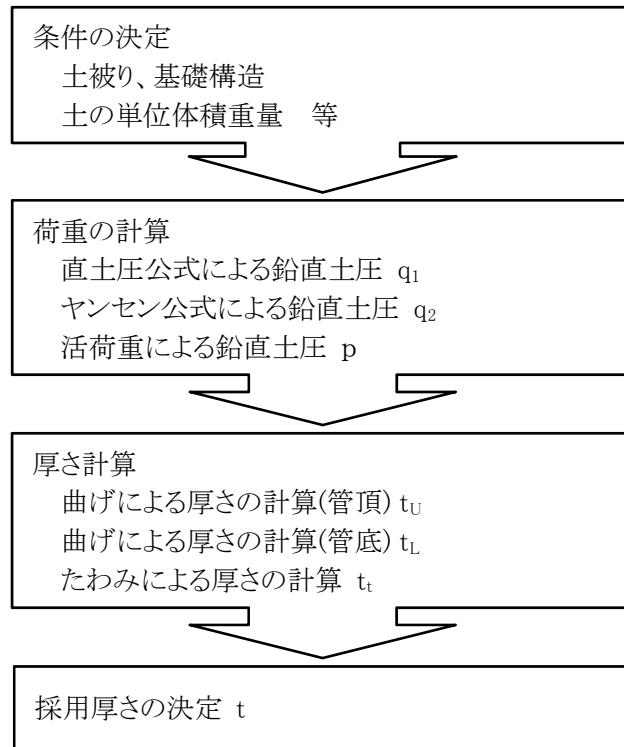 条件の決定
土被り、基礎構造
土の単位体積重量　等
荷重の計算
直土圧公式による鉛直土圧 q₁
ヤンセン公式による鉛直土圧 q₂
活荷重による鉛直土圧 p
厚さ計算
曲げによる厚さの計算(管頂) t_U
曲げによる厚さの計算(管底) t_L
たわみによる厚さの計算 t_t
採用厚さの決定 t